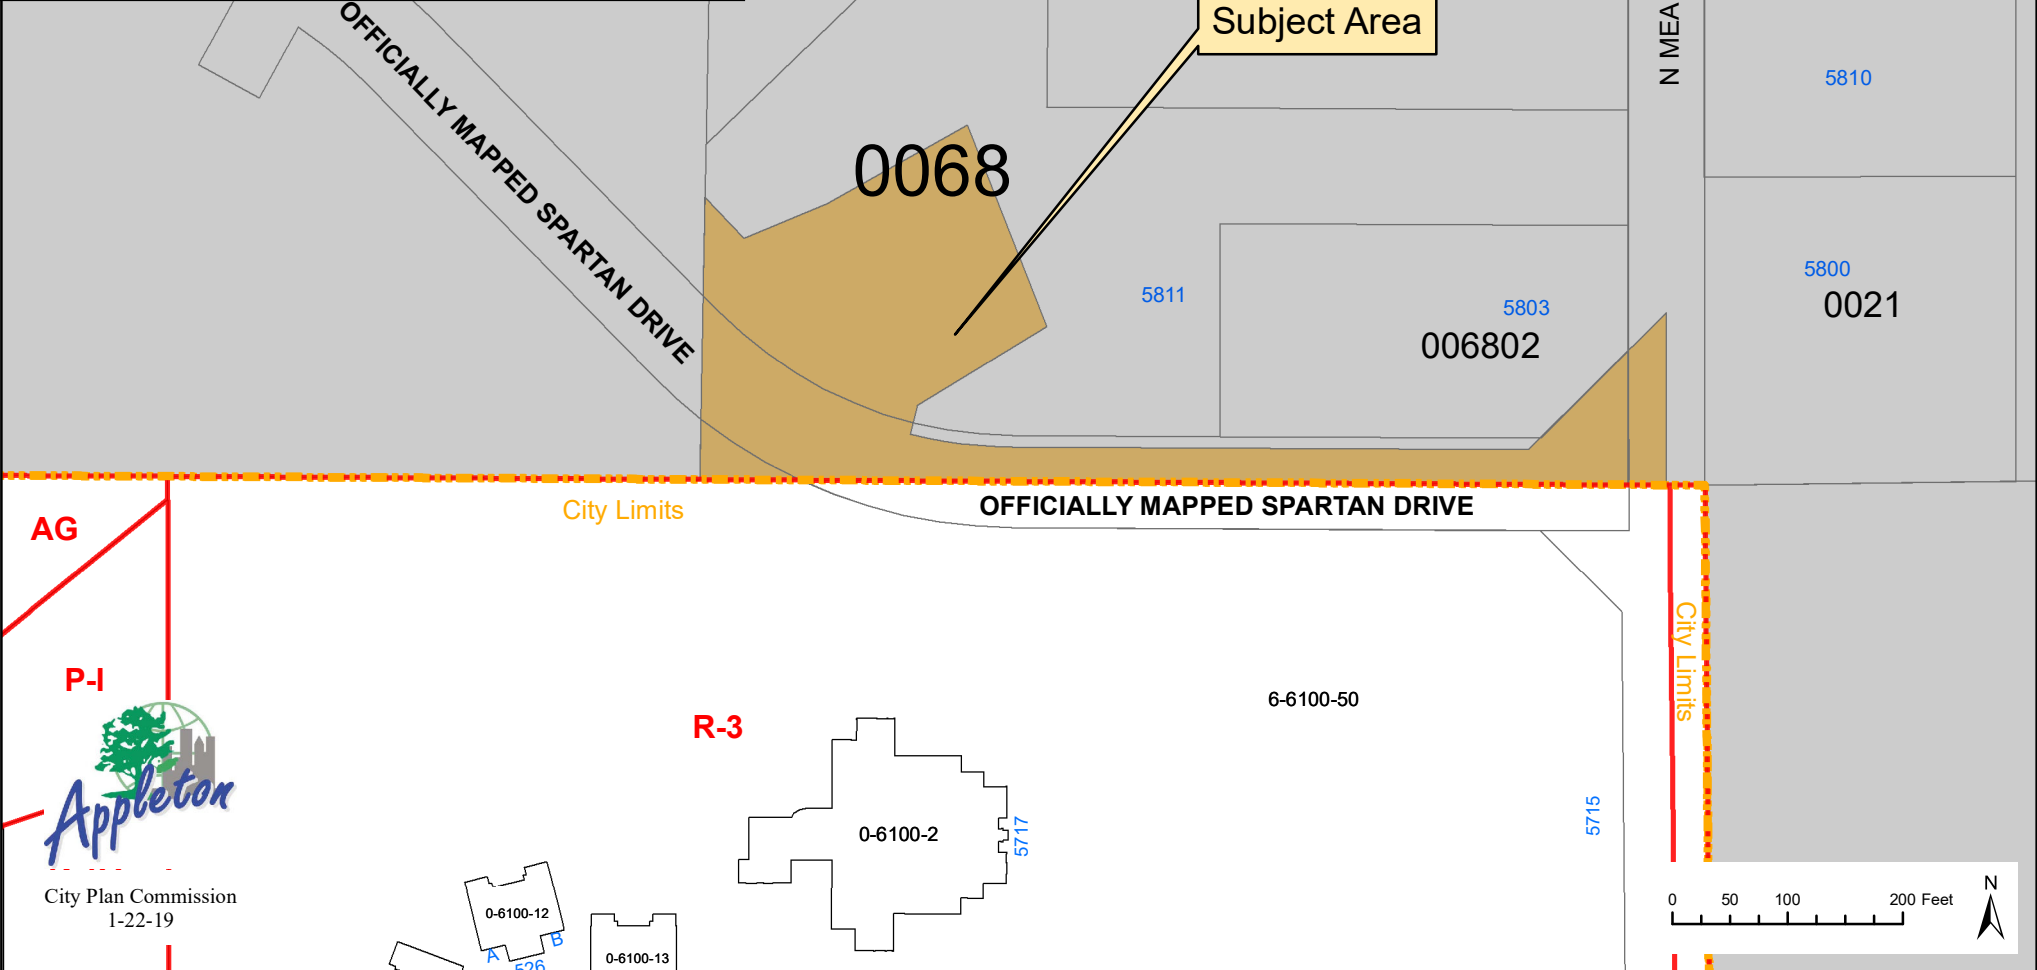 Subject Area
N MEA
5810
OFFICIALLY MAPPED SPARTAN DRIVE
0068
5811
5803
006802
5800
0021
City Limits
OFFICIALLY MAPPED SPARTAN DRIVE
AG
City Limits
P-I
6-6100-50
R-3
Appleton
5715
0-6100-2
5717
City Plan Commission
1-22-19
0-6100-12
A
B
526
0-6100-13
0 50 100 200 Feet
N